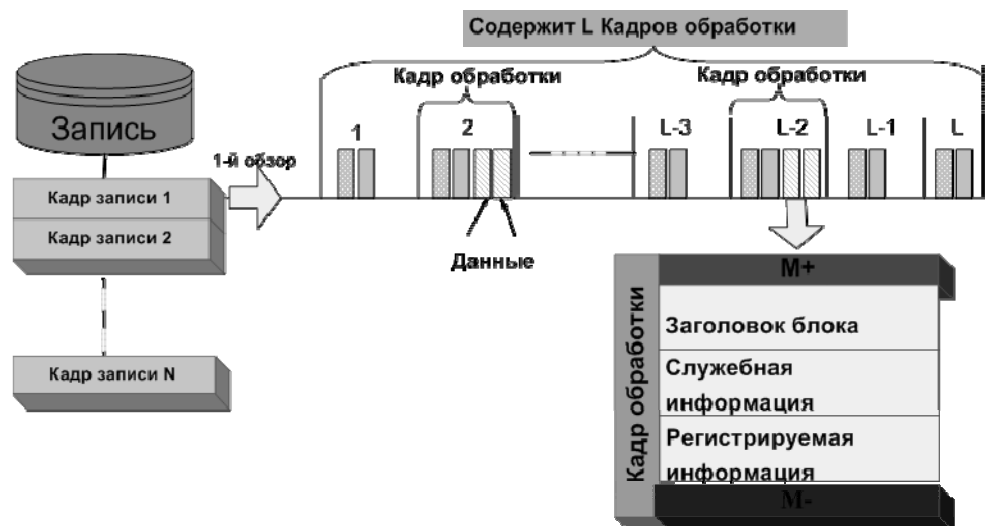 Содержит L Кадров обработки
Кадр обработки
Кадр обработки
Запись
1
2
L-3
L-2
L-1
L
1-й обзор
Кадр записи 1
Кадр записи 2
Данные
Кадр записи N
Кадр обработки
M+
Заголовок блока
Служебная
информация
Регистрируемая
информация
M-